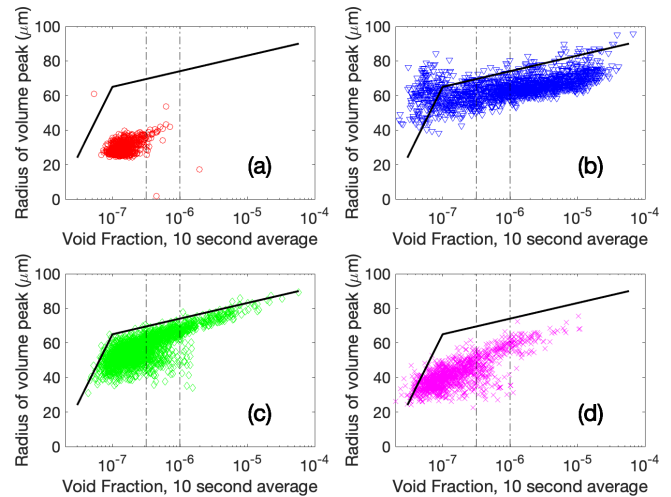 Radius of volume peak (μm)
100
80
60
40
20
0
(a)
10⁻⁷ 10⁻⁶ 10⁻⁵ 10⁻⁴
Void Fraction, 10 second average
Radius of volume peak (μm)
100
80
60
40
20
0
(b)
10⁻⁷ 10⁻⁶ 10⁻⁵ 10⁻⁴
Void Fraction, 10 second average
Radius of volume peak (μm)
100
80
60
40
20
0
(c)
10⁻⁷ 10⁻⁶ 10⁻⁵ 10⁻⁴
Void Fraction, 10 second average
Radius of volume peak (μm)
100
80
60
40
20
0
(d)
10⁻⁷ 10⁻⁶ 10⁻⁵ 10⁻⁴
Void Fraction, 10 second average